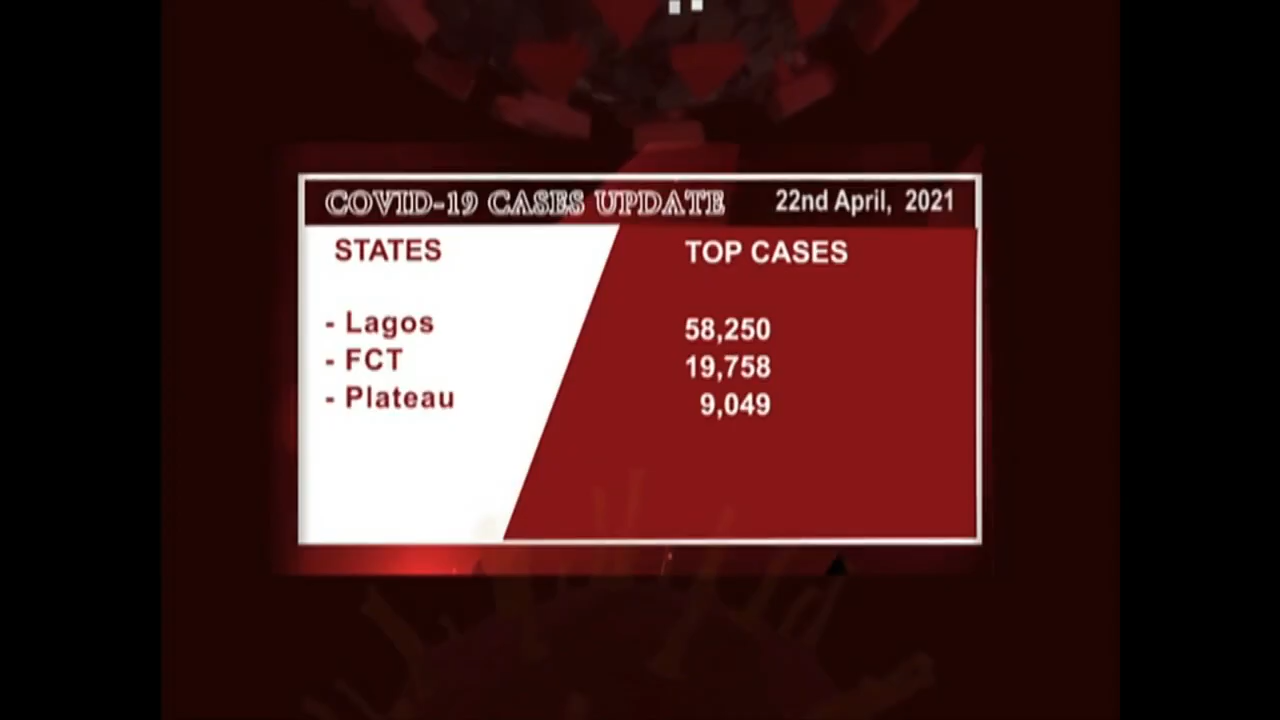 COVID-19 CASES UPDATE 22nd April, 2021
STATES TOP CASES
- Lagos 58,250
- FCT 19,758
- Plateau 9,049